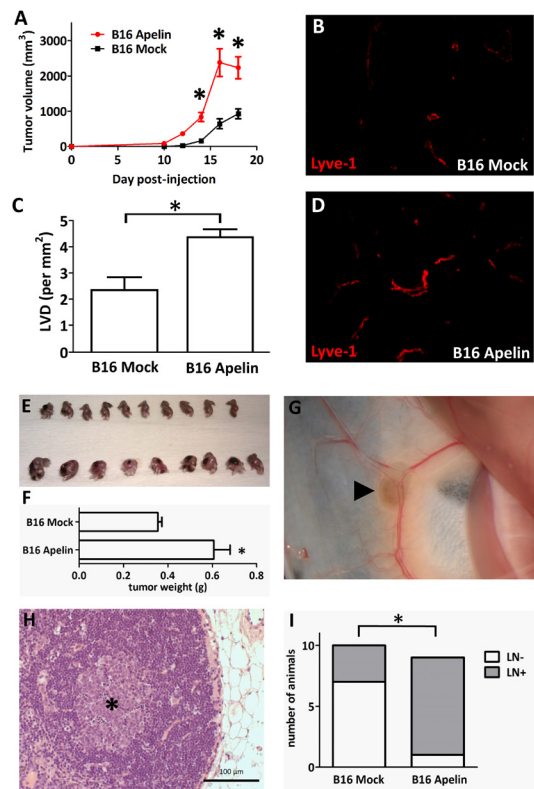 A
B16 Apelin
B16 Mock
Tumor volume (mm3)
3000
2000
1000
0
0 5 10 15 20
Day post-injection
* * *
B
Lyve-1 B16 Mock
C
LVD (per mm2)
5
4
3
2
1
0
*
B16 Mock B16 Apelin
D
Lyve-1 B16 Apelin
E
F
B16 Mock
B16 Apelin
*
0.0 0.2 0.4 0.6 0.8
tumor weight (g)
G
H
*
100 μm
I
number of animals
10
5
0
*
LN-
LN+
B16 Mock B16 Apelin